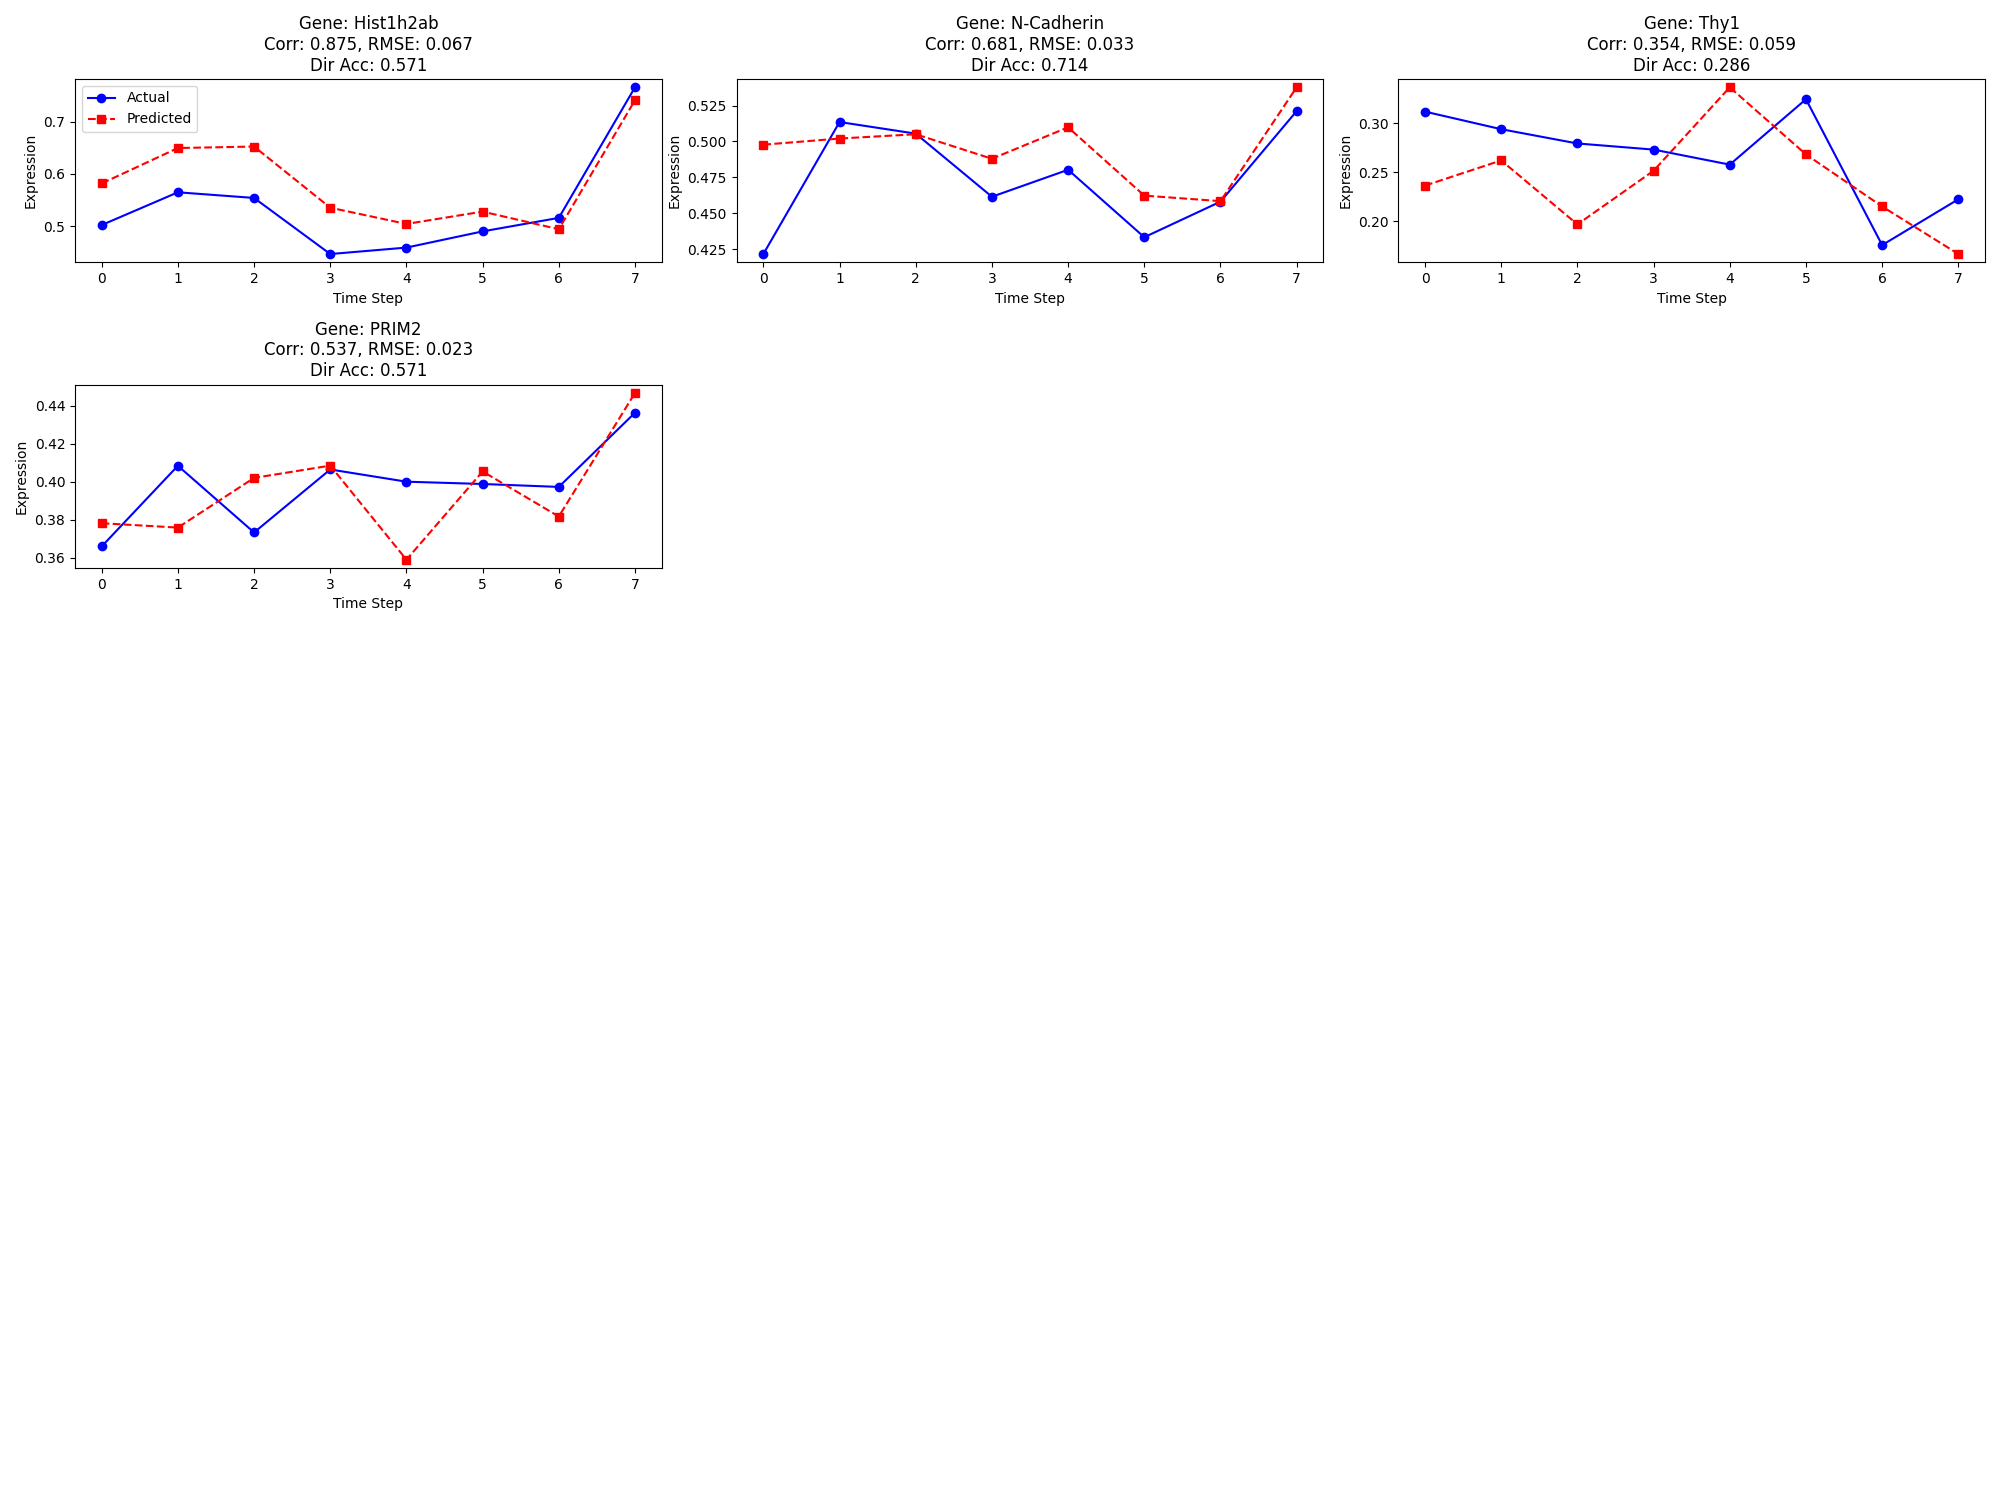 Gene: Hist1h2ab
Corr: 0.875, RMSE: 0.067
Dir Acc: 0.571
Actual
Predicted
Expression
0.7
0.6
0.5
0 1 2 3 4 5 6 7
Time Step
Gene: N-Cadherin
Corr: 0.681, RMSE: 0.033
Dir Acc: 0.714
Expression
0.525
0.500
0.475
0.450
0.425
0 1 2 3 4 5 6 7
Time Step
Gene: Thy1
Corr: 0.354, RMSE: 0.059
Dir Acc: 0.286
Expression
0.30
0.25
0.20
0 1 2 3 4 5 6 7
Time Step
Gene: PRIM2
Corr: 0.537, RMSE: 0.023
Dir Acc: 0.571
Expression
0.44
0.42
0.40
0.38
0.36
0 1 2 3 4 5 6 7
Time Step